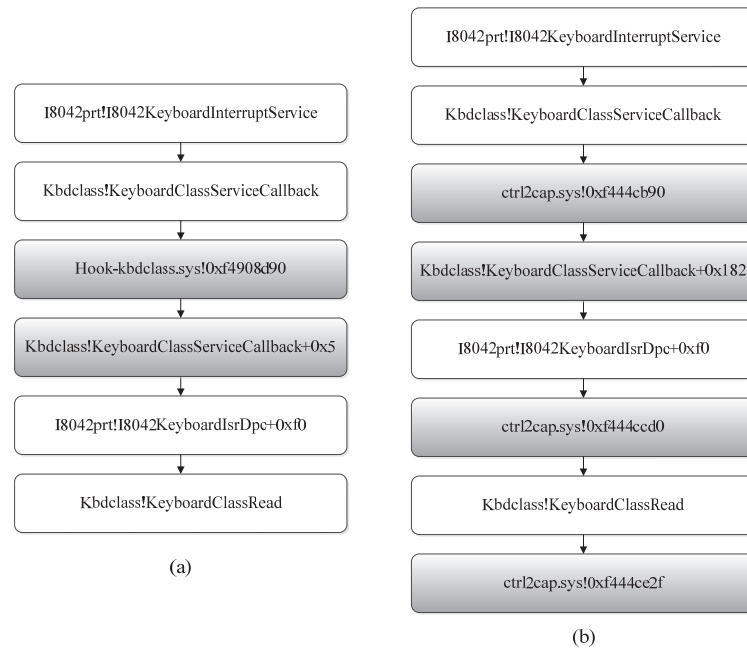 I8042prt!I8042KeyboardInterruptService
Kbdclass!KeyboardClassServiceCallback
Hook-kbdclass.sys!0xf4908d90
Kbdclass!KeyboardClassServiceCallback+0x5
I8042prt!I8042KeyboardIsrDpc+0xf0
Kbdclass!KeyboardClassRead
(a)
I8042prt!I8042KeyboardInterruptService
Kbdclass!KeyboardClassServiceCallback
ctrl2cap.sys!0xf444cb90
Kbdclass!KeyboardClassServiceCallback+0x182
I8042prt!I8042KeyboardIsrDpc+0xf0
ctrl2cap.sys!0xf444ccd0
Kbdclass!KeyboardClassRead
ctrl2cap.sys!0xf444ce2f
(b)